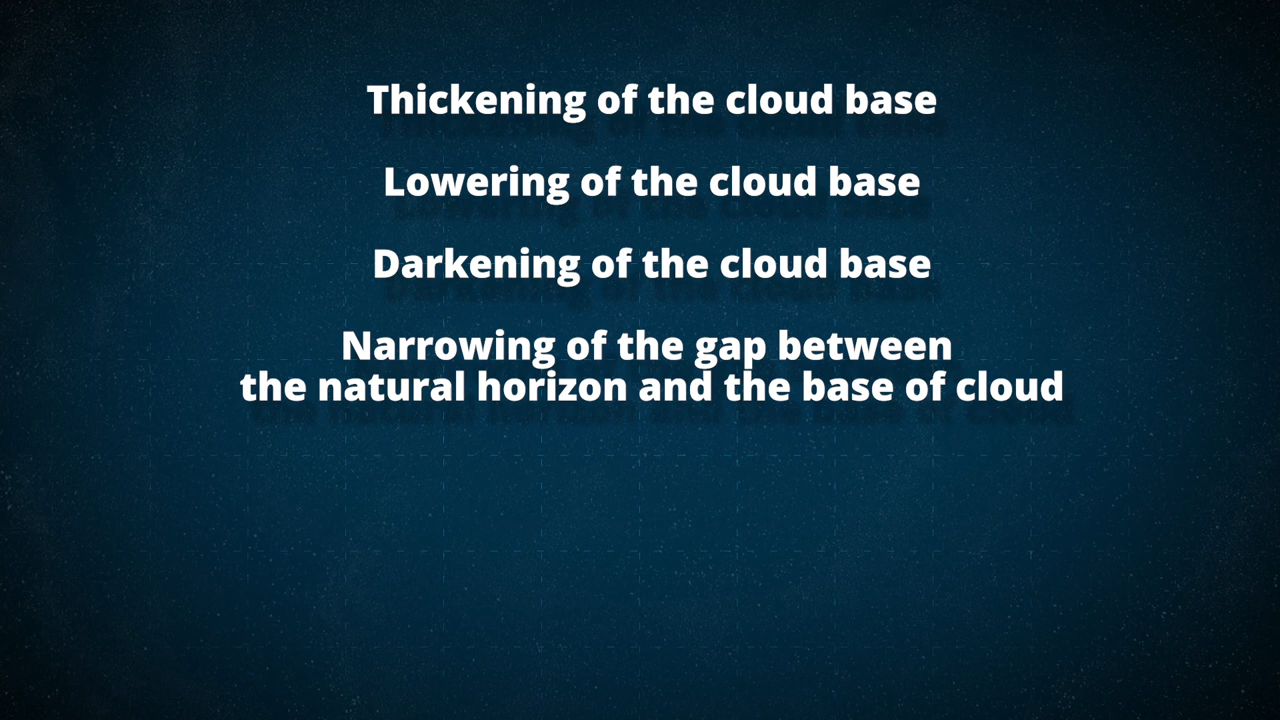 Thickening of the cloud base
Lowering of the cloud base
Darkening of the cloud base
Narrowing of the gap between
the natural horizon and the base of cloud